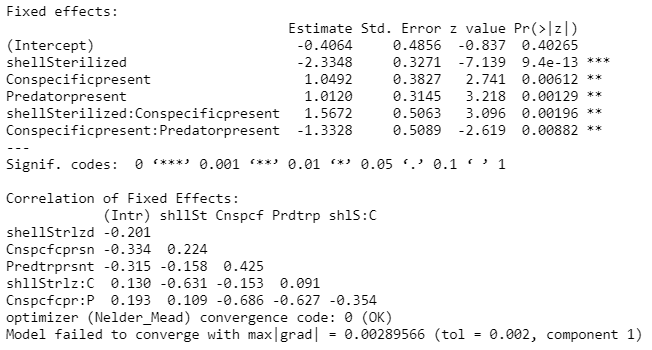 Fixed effects:
                                   Estimate Std. Error z value Pr(>|z|)
(Intercept)                         -0.4064     0.4856  -0.837  0.40265
shellSterilized                     -2.3348     0.3271  -7.139  9.4e-13 ***
Conspecificpresent                   1.0492     0.3827   2.741  0.00612 **
Predatorpresent                      1.0120     0.3145   3.218  0.00129 **
shellSterilized:Conspecificpresent   1.5672     0.5063   3.096  0.00196 **
Conspecificpresent:Predatorpresent  -1.3328     0.5089  -2.619  0.00882 **
---
Signif. codes:  0 ‘***’ 0.001 ‘**’ 0.01 ‘*’ 0.05 ‘.’ 0.1 ‘ ’ 1
Correlation of Fixed Effects:
            (Intr) shllSt Cnspcf Prdtrp shlS:C
shellStrlzd -0.201
Cnspcfcprsn -0.334  0.224
Predtrprsnt -0.315 -0.158  0.425
shllStrlz:C  0.130 -0.631 -0.153  0.091
Cnspcfcpr:P  0.193  0.109 -0.686 -0.627 -0.354
optimizer (Nelder_Mead) convergence code: 0 (OK)
Model failed to converge with max|grad| = 0.00289566 (tol = 0.002, component 1)